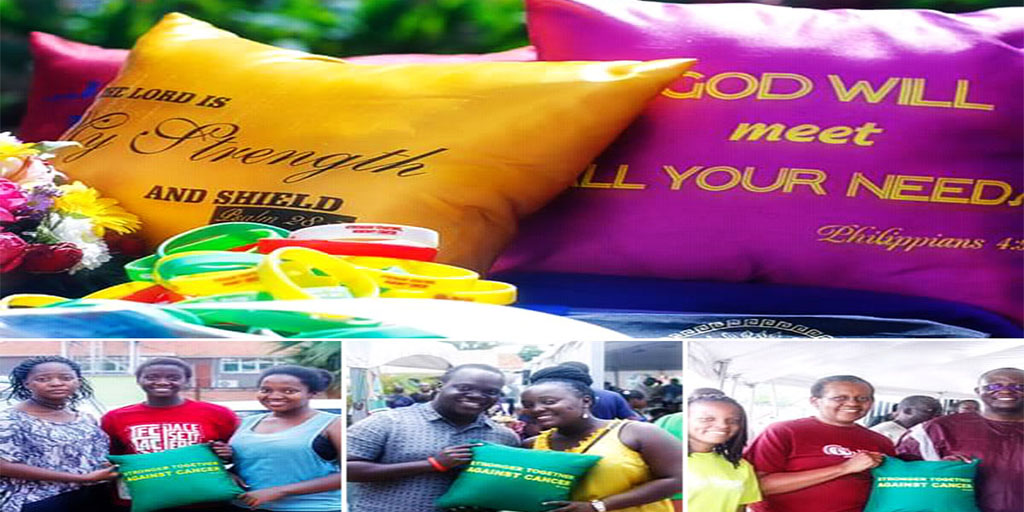 THE LORD IS
My Strength
AND SHIELD
Psalm 28
GOD WILL
meet
ALL YOUR NEEDS
Philippians 4:
STRONGER TOGETHER
AGAINST CANCER
STRONGER TOGETHER
AGAINST CANCER
STRONGER TOGETHER
AGAINST CANCER